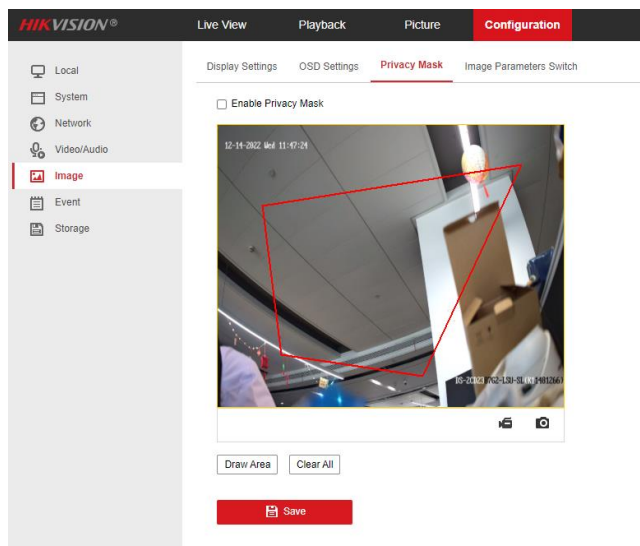 HIKVISION®
Live View
Playback
Picture
Configuration
Local
System
Network
Video/Audio
Image
Event
Storage
Display Settings
OSD Settings
Privacy Mask
Image Parameters Switch
Enable Privacy Mask
12-14-2022 Wed 11:47:24
Draw Area
Clear All
Save